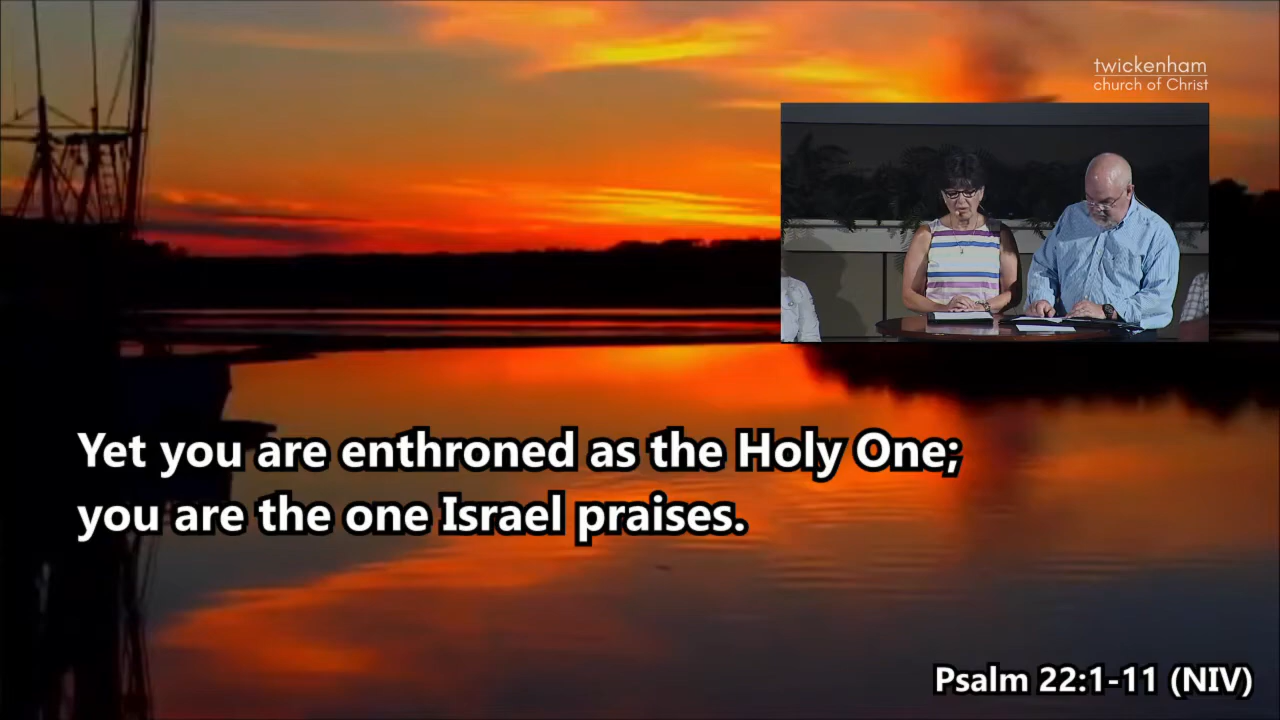 twickenham
church of Christ
Yet you are enthroned as the Holy One;
you are the one Israel praises.
Psalm 22:1-11 (NIV)